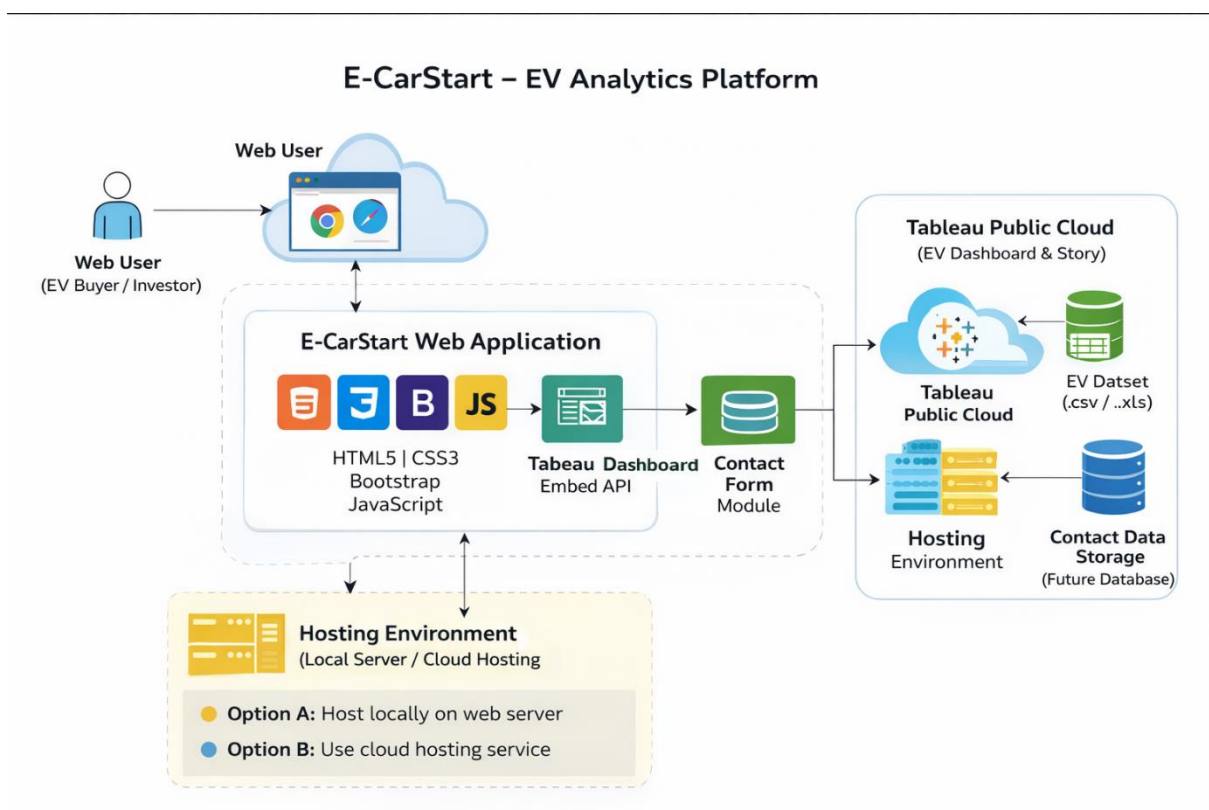 E-CarStart – EV Analytics Platform
Web User
Web User
(EV Buyer / Investor)
E-CarStart Web Application
B
JS
HTML5 | CSS3
Bootstrap
JavaScript
Tabeau Dashboard
Embed API
Contact
Form
Module
Tableau Public Cloud
(EV Dashboard & Story)
Tableau
Public Cloud
EV Datset
(.csv / ..xls)
Hosting
Environment
Contact Data
Storage
(Future Database)
Hosting Environment
(Local Server / Cloud Hosting
Option A: Host locally on web server
Option B: Use cloud hosting service